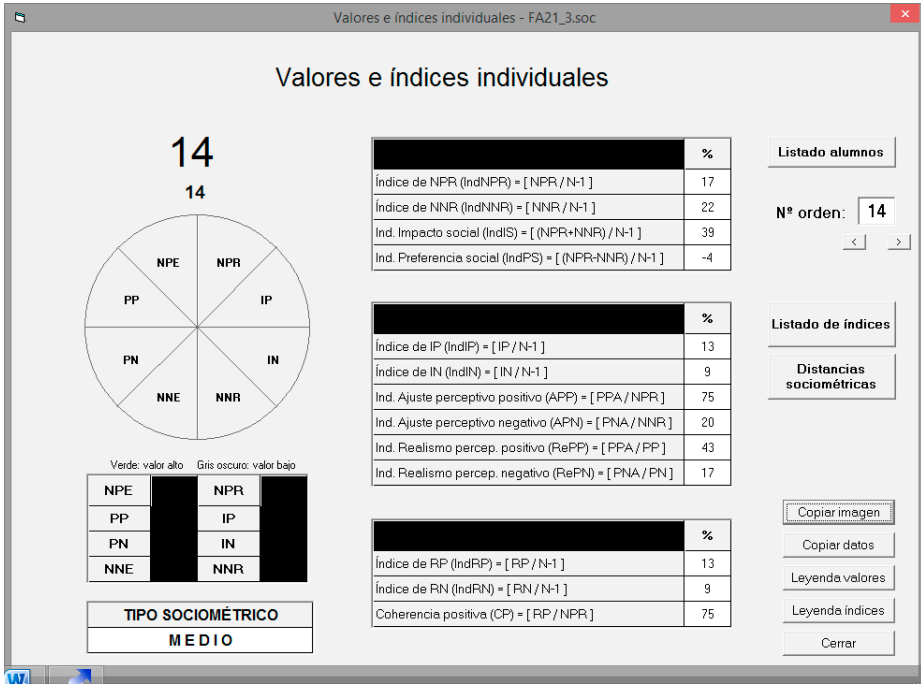 Valores e índices individuales - FA21_3.soc
Valores e índices individuales
14
14
NPE
NPR
PP
IP
PN
IN
NNE
NNR
Verde: valor alto Gris oscuro: valor bajo
NPE NPR
PP IP
PN IN
NNE NNR
TIPO SOCIOMÉTRICO
MEDIO
%
Índice de NPR (IndNPR) = [ NPR / N-1 ] 17
Índice de NNR (IndNNR) = [ NNR / N-1 ] 22
Ind. Impacto social (IndIS) = [ (NPR+NNR) / N-1 ] 39
Ind. Preferencia social (IndPS) = [ (NPR-NNR) / N-1 ] -4
%
Índice de IP (IndIP) = [ IP / N-1 ] 13
Índice de IN (IndIN) = [ IN / N-1 ] 9
Ind. Ajuste perceptivo positivo (APP) = [ PPA / NPR ] 75
Ind. Ajuste perceptivo negativo (APN) = [ PNA / NNR ] 20
Ind. Realismo percep. positivo (RePP) = [ PPA / PP ] 43
Ind. Realismo percep. negativo (RePN) = [ PNA / PN ] 17
%
Índice de RP (IndRP) = [ RP / N-1 ] 13
Índice de RN (IndRN) = [ RN / N-1 ] 9
Coherencia positiva (CP) = [ RP / NPR ] 75
Listado alumnos
Nº orden: 14
< >
Listado de índices
Distancias
sociométricas
Copiar imagen
Copiar datos
Leyenda valores
Leyenda índices
Cerrar
W